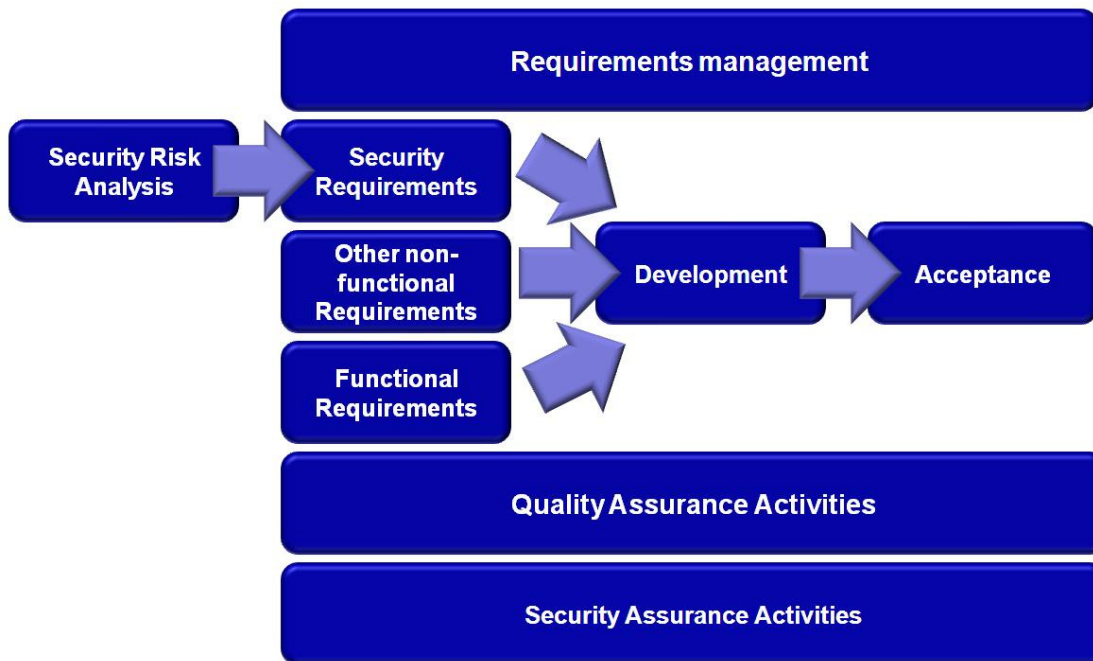 Requirements management
Security Risk
Analysis
Security
Requirements
Other non-
functional
Requirements
Functional
Requirements
Development
Acceptance
Quality Assurance Activities
Security Assurance Activities